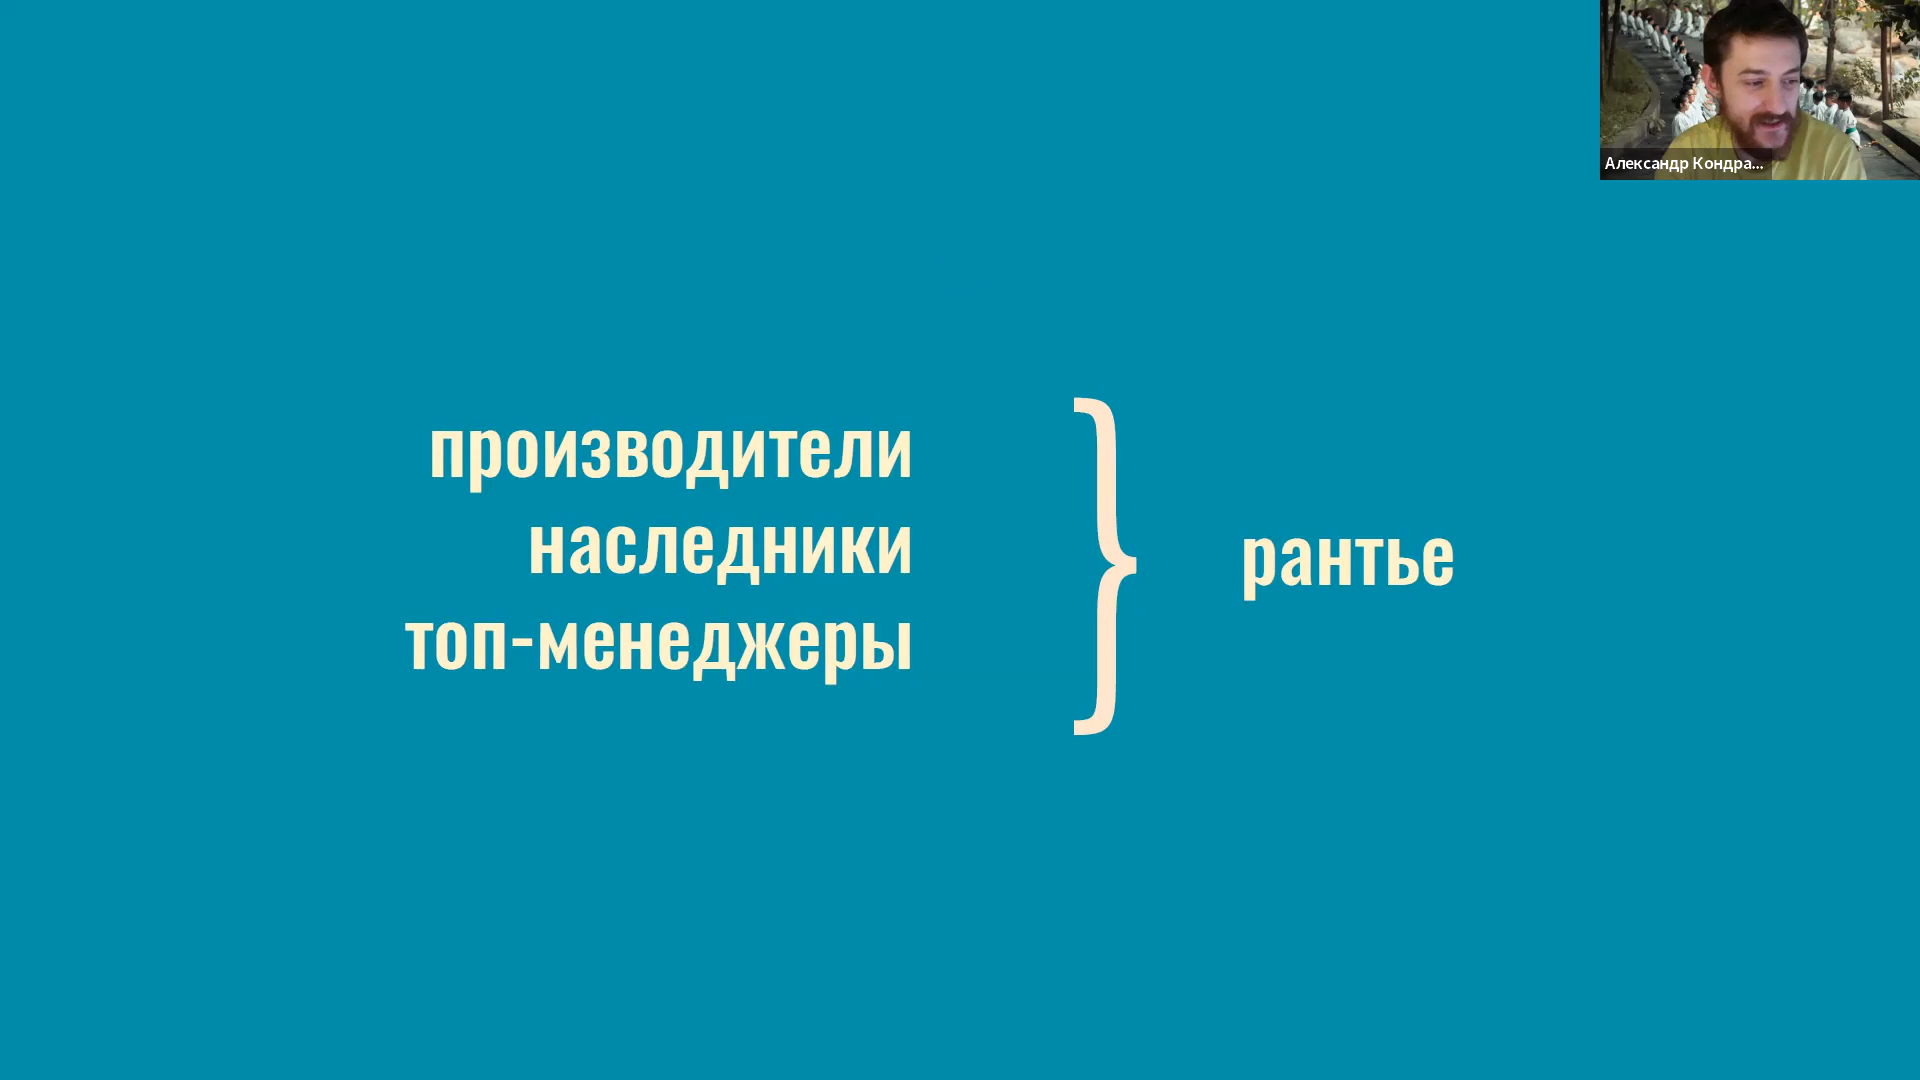 Александр Кондра...
производители
наследники
топ-менеджеры
}
рантье